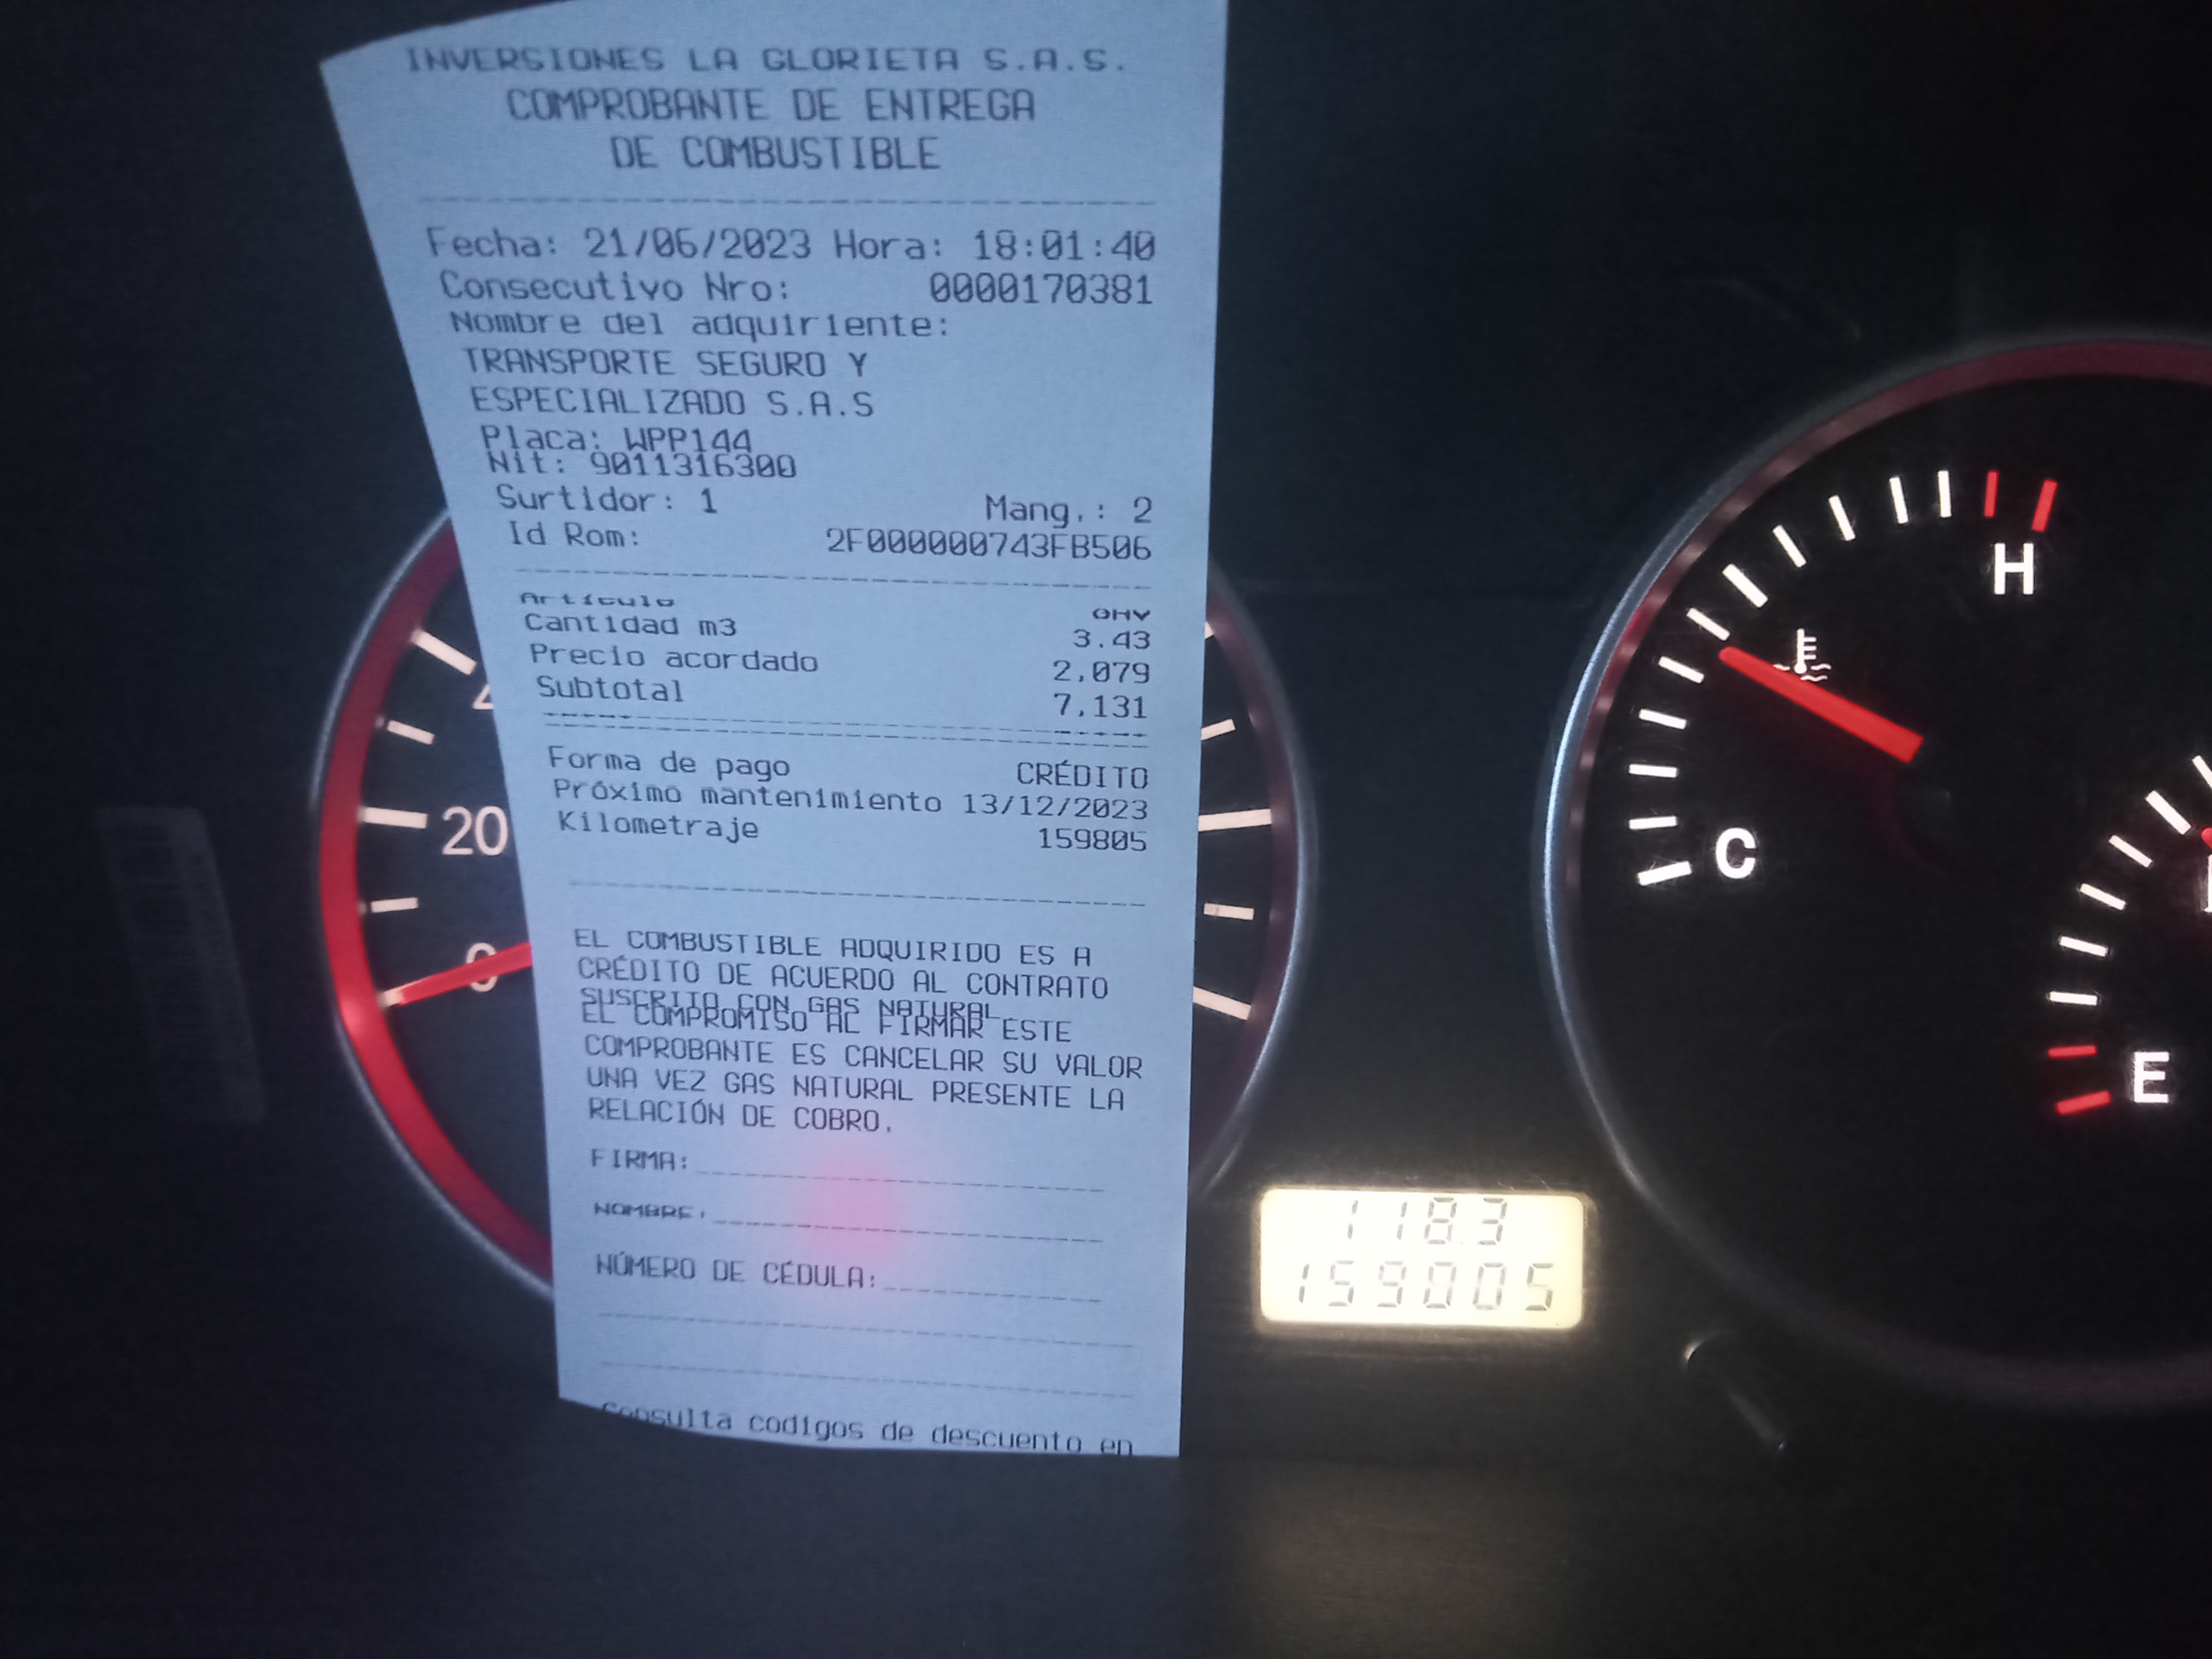 INVERSIONES LA GLORIETA S.A.S.
COMPROBANTE DE ENTREGA
DE COMBUSTIBLE
Fecha: 21/06/2023 Hora: 18:01:40
Consecutivo Nro: 0000170381
Nombre del adquiriente:
TRANSPORTE SEGURO Y
ESPECIALIZADO S.A.S
Placa: WPP144
Nit: 9011316300
Surtidor: 1 Mang.: 2
Id Rom: 2F000000743FB506
Artículo
Cantidad m3 3.43
Precio acordado 2,079
Subtotal 7,131
Forma de pago CRÉDITO
Próximo mantenimiento 13/12/2023
Kilometraje 159805
EL COMBUSTIBLE ADQUIRIDO ES A
CRÉDITO DE ACUERDO AL CONTRATO
SUSCRITO CON GAS NATURAL
EL COMPROMISO AL FIRMAR ESTE
COMPROBANTE ES CANCELAR SU VALOR
UNA VEZ GAS NATURAL PRESENTE LA
RELACIÓN DE COBRO.
FIRMA:
NOMBRE:
NÚMERO DE CÉDULA:
Consulta codigos de descuento en
20
0
H
C
E
118.3
159005